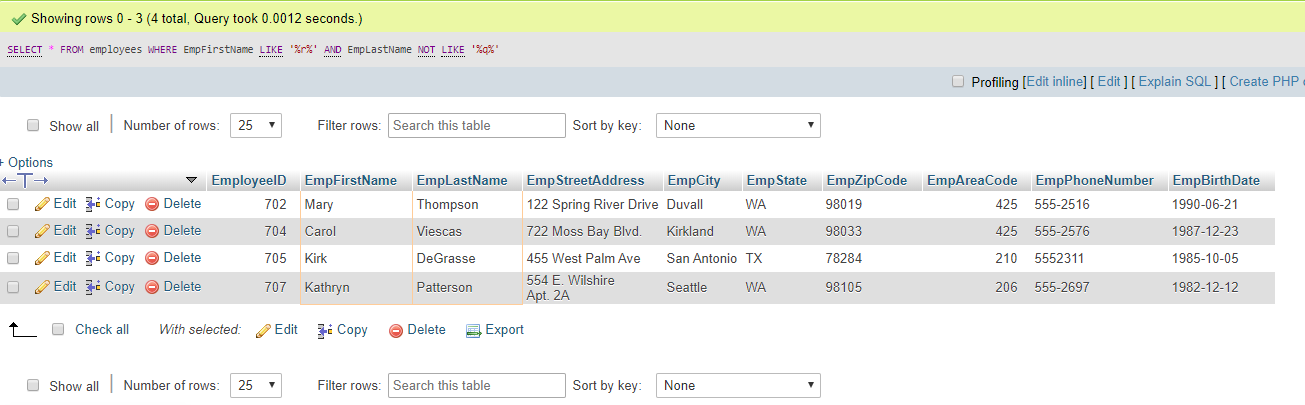 Showing rows 0 - 3 (4 total, Query took 0.0012 seconds.)
SELECT * FROM employees WHERE EmpFirstName LIKE '%r%' AND EmpLastName NOT LIKE '%q%'
Profiling [Edit inline] [ Edit ] [ Explain SQL ] [ Create PHP
Show all | Number of rows: 25 Filter rows: Search this table Sort by key: None
+ Options
EmployeeID EmpFirstName EmpLastName EmpStreetAddress EmpCity EmpState EmpZipCode EmpAreaCode EmpPhoneNumber EmpBirthDate
Edit Copy Delete 702 Mary Thompson 122 Spring River Drive Duvall WA 98019 425 555-2516 1990-06-21
Edit Copy Delete 704 Carol Viescas 722 Moss Bay Blvd. Kirkland WA 98033 425 555-2576 1987-12-23
Edit Copy Delete 705 Kirk DeGrasse 455 West Palm Ave San Antonio TX 78284 210 5552311 1985-10-05
Edit Copy Delete 707 Kathryn Patterson 554 E. Wilshire Apt. 2A Seattle WA 98105 206 555-2697 1982-12-12
Check all With selected: Edit Copy Delete Export
Show all | Number of rows: 25 Filter rows: Search this table Sort by key: None